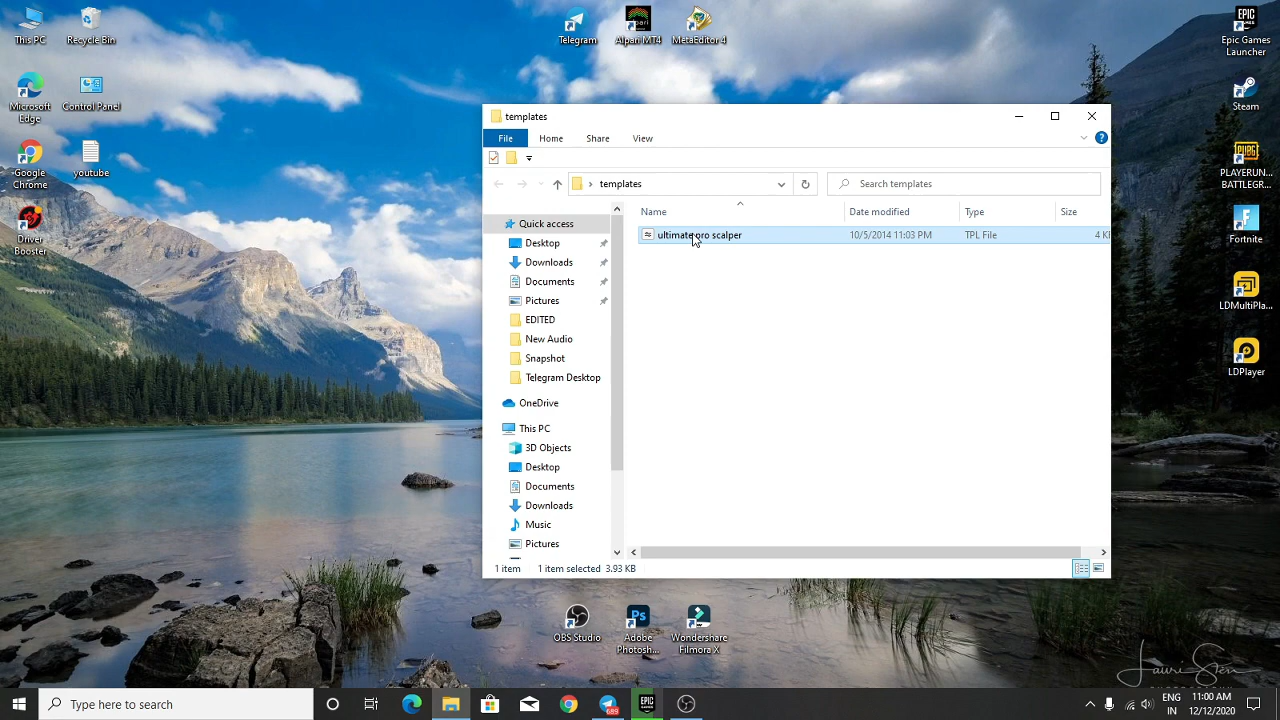 This PC
Recycle Bin
Telegram
Alpari MT4
MetaEditor 4
Epic Games
Launcher
Microsoft
Edge
Control Panel
Steam
Google
Chrome
youtube
PLAYERUN...
BATTLEGR...
Driver
Booster
Fortnite
LDMultiPla...
LDPlayer
templates
File
Home
Share
View
templates
Search templates
Name
Date modified
Type
Size
ultimate pro scalper
10/5/2014 11:03 PM
TPL File
4 K
Quick access
Desktop
Downloads
Documents
Pictures
EDITED
New Audio
Snapshot
Telegram Desktop
OneDrive
This PC
3D Objects
Desktop
Documents
Downloads
Music
Pictures
1 item
1 item selected 3.93 KB
OBS Studio
Adobe
Photosh...
Wondershare
Filmora X
Type here to search
EPIC
GAMES
ENG
IN
11:00 AM
12/12/2020